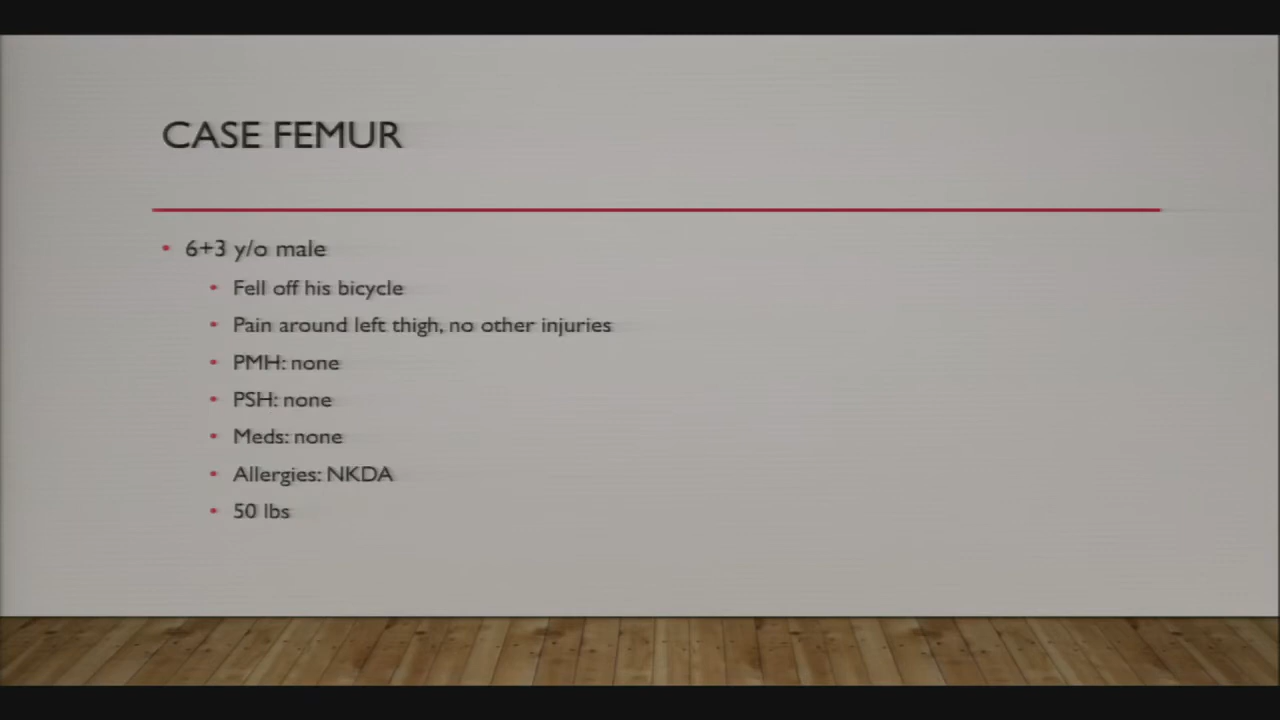 CASE FEMUR
6+3 y/o male
Fell off his bicycle
Pain around left thigh, no other injuries
PMH: none
PSH: none
Meds: none
Allergies: NKDA
50 lbs